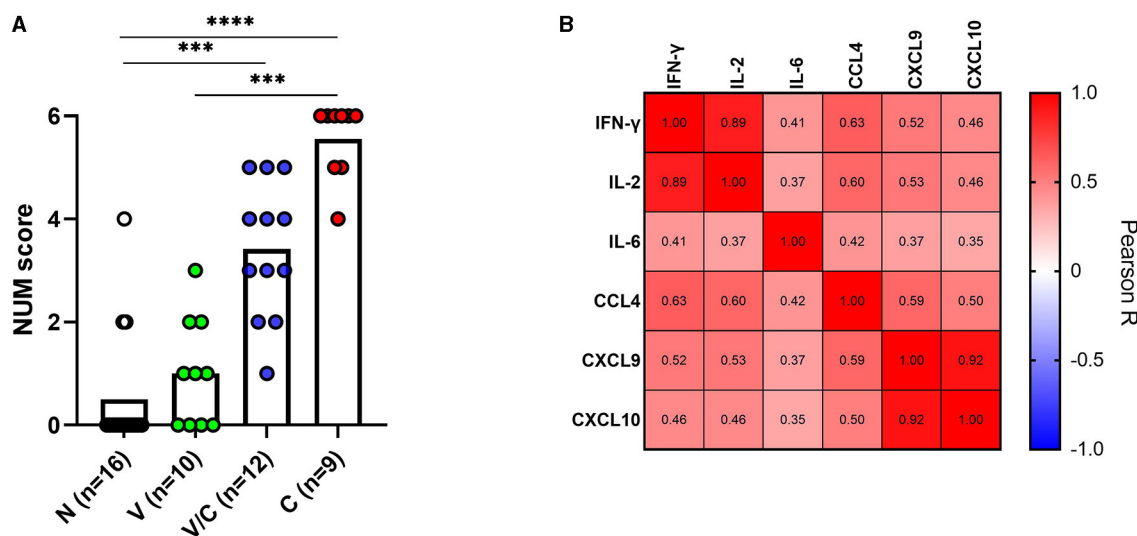 A
****
***
***
NUM score
6
4
2
0
N (n=16)
V (n=10)
V/C (n=12)
C (n=9)
B
IFN-γ IL-2 IL-6 CCL4 CXCL9 CXCL10
IFN-γ 1.00 0.89 0.41 0.63 0.52 0.46
IL-2 0.89 1.00 0.37 0.60 0.53 0.46
IL-6 0.41 0.37 1.00 0.42 0.37 0.35
CCL4 0.63 0.60 0.42 1.00 0.59 0.50
CXCL9 0.52 0.53 0.37 0.59 1.00 0.92
CXCL10 0.46 0.46 0.35 0.50 0.92 1.00
1.0
0.5
0
-0.5
-1.0
Pearson R